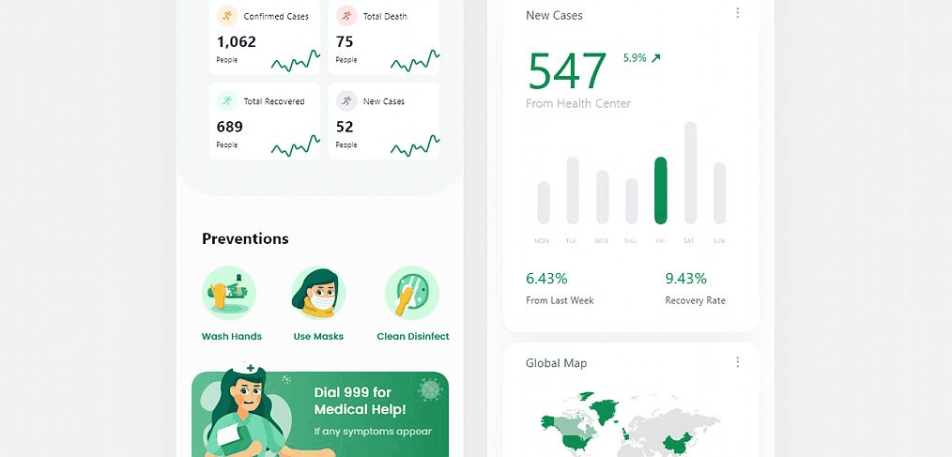 Confirmed Cases
1,062
People
Total Death
75
People
Total Recovered
689
People
New Cases
52
People
Preventions
Wash Hands
Use Masks
Clean Disinfect
Dial 999 for
Medical Help!
If any symptoms appear
New Cases
547
5,9%
From Health Center
MON TUE WED THU FRI SAT SUN
6.43%
From Last Week
9.43%
Recovery Rate
Global Map